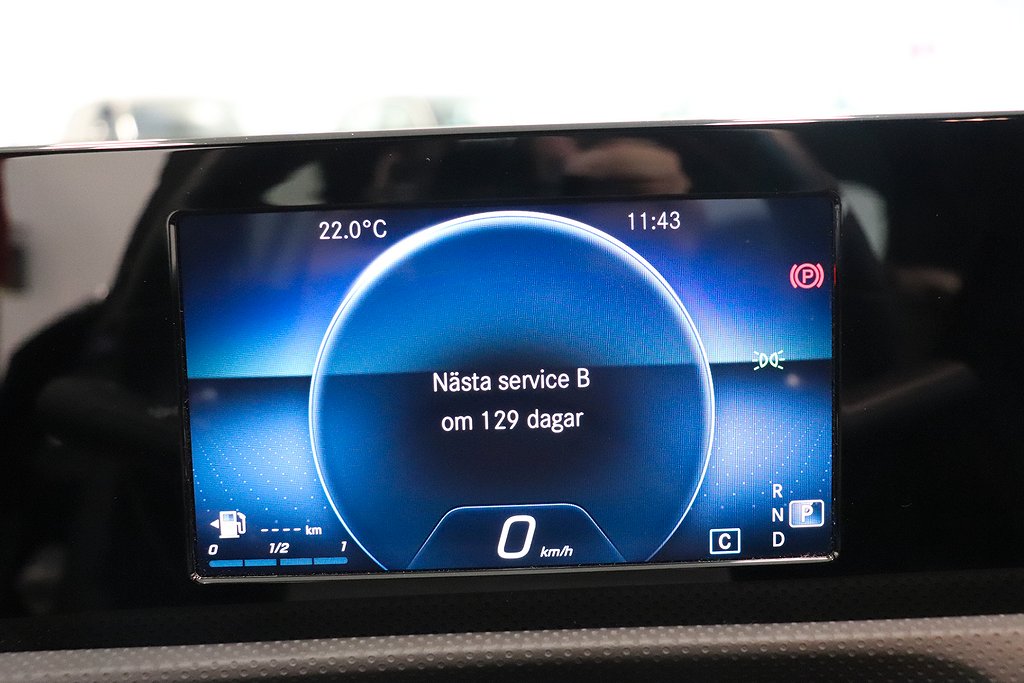 22.0°C
11:43
Nästa service B
om 129 dagar
---- km
0 1/2 1
0 km/h
C
R
N P
D
P